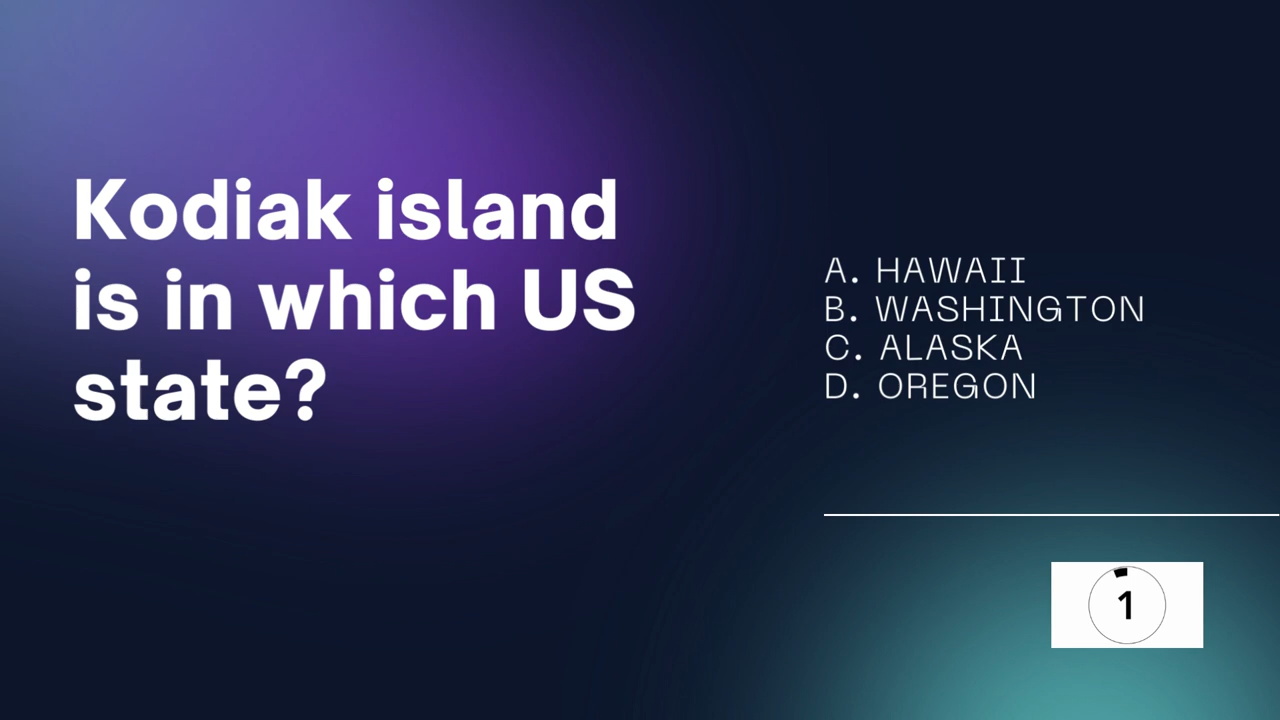 Kodiak island
is in which US
state?
A. HAWAII
B. WASHINGTON
C. ALASKA
D. OREGON
1